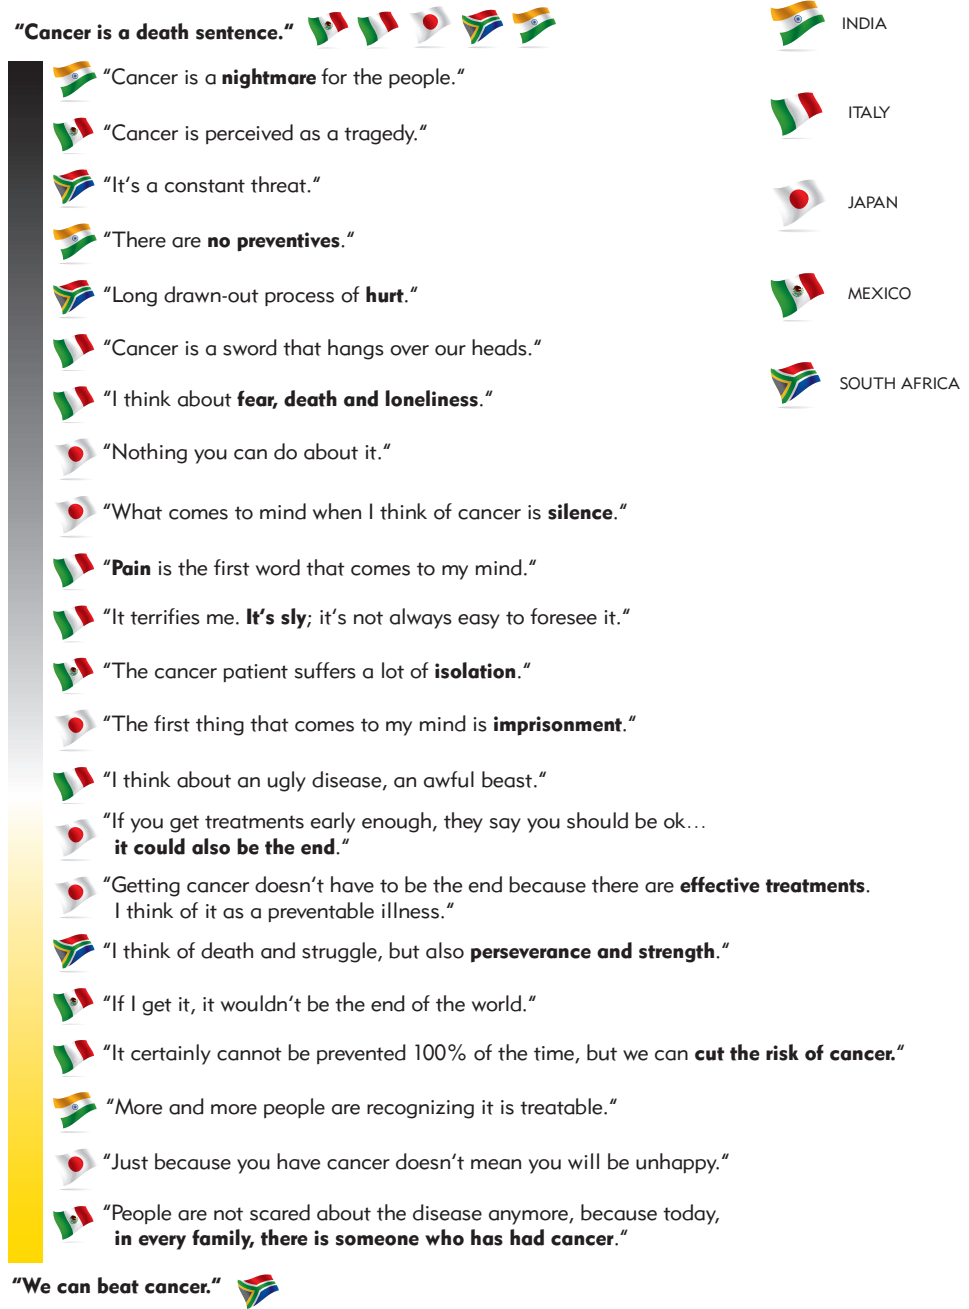 “Cancer is a death sentence.“
“Cancer is a nightmare for the people.“
“Cancer is perceived as a tragedy.“
“It’s a constant threat.“
“There are no preventives.“
“Long drawn-out process of hurt.“
“Cancer is a sword that hangs over our heads.“
“I think about fear, death and loneliness.“
“Nothing you can do about it.“
“What comes to mind when I think of cancer is silence.“
“Pain is the first word that comes to my mind.“
“It terrifies me. It’s sly; it’s not always easy to foresee it.“
“The cancer patient suffers a lot of isolation.“
“The first thing that comes to my mind is imprisonment.“
“I think about an ugly disease, an awful beast.“
“If you get treatments early enough, they say you should be ok…
it could also be the end.“
“Getting cancer doesn’t have to be the end because there are effective treatments.
I think of it as a preventable illness.“
“I think of death and struggle, but also perseverance and strength.“
“If I get it, it wouldn’t be the end of the world.“
“It certainly cannot be prevented 100% of the time, but we can cut the risk of cancer.“
“More and more people are recognizing it is treatable.“
“Just because you have cancer doesn’t mean you will be unhappy.“
“People are not scared about the disease anymore, because today,
in every family, there is someone who has had cancer.“
“We can beat cancer.“
INDIA
ITALY
JAPAN
MEXICO
SOUTH AFRICA